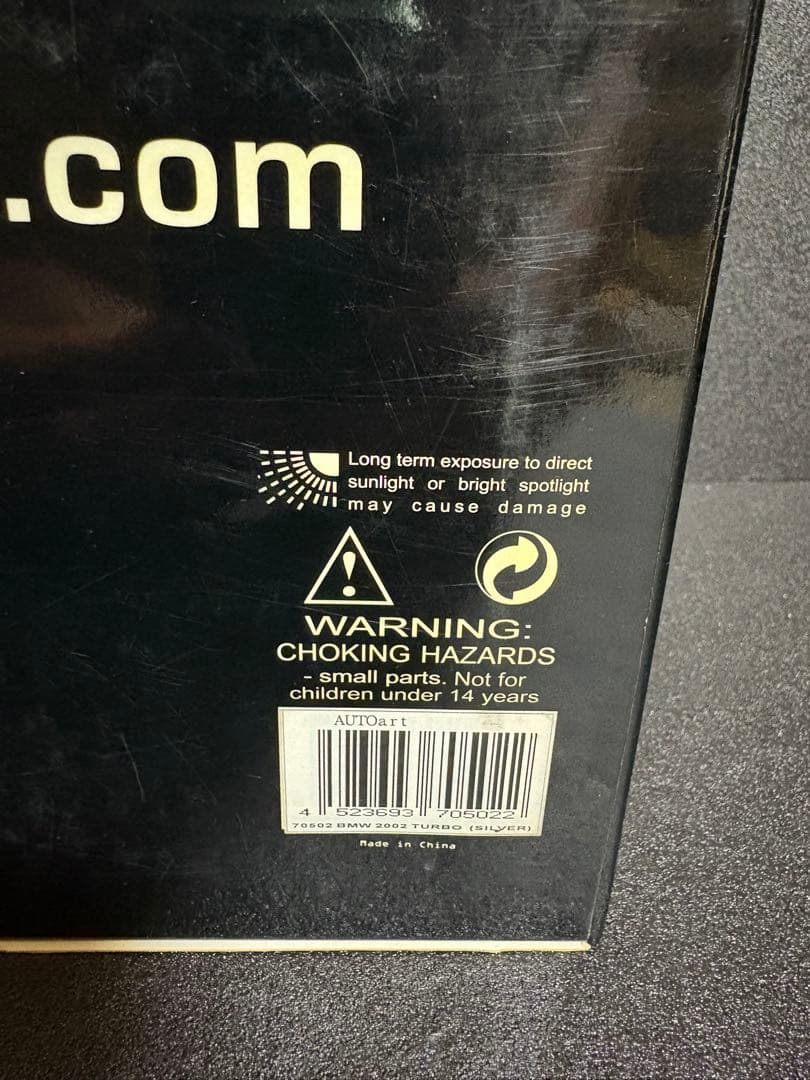 .com
Long term exposure to direct
sunlight or bright spotlight
may cause damage
WARNING:
CHOKING HAZARDS
- small parts. Not for
children under 14 years
AUTOart
4 523693 705022
70502 BMW 2002 TURBO (SILVER)
Made in China